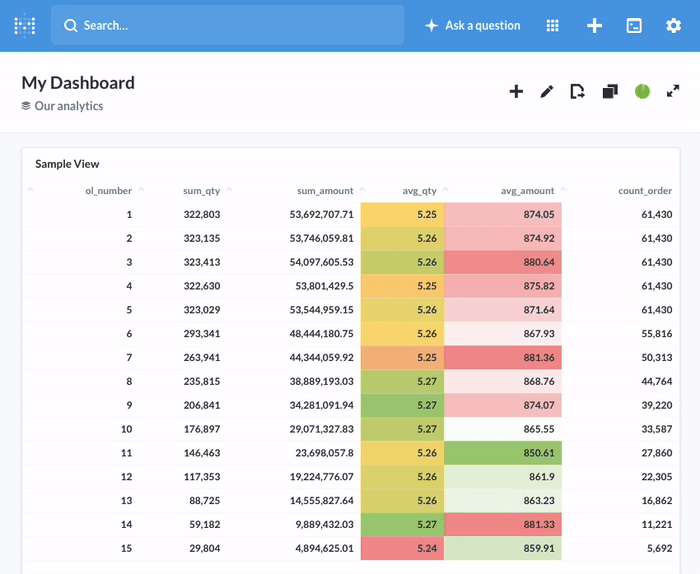 Search...
Ask a question
My Dashboard
Our analytics
Sample View
ol_number sum_qty sum_amount avg_qty avg_amount count_order
1 322,803 53,692,707.71 5.25 874.05 61,430
2 323,135 53,746,059.81 5.26 874.92 61,430
3 323,413 54,097,605.53 5.26 880.64 61,430
4 322,630 53,801,429.5 5.25 875.82 61,430
5 323,029 53,544,959.15 5.26 871.64 61,430
6 293,341 48,444,180.75 5.26 867.93 55,816
7 263,941 44,344,059.92 5.25 881.36 50,313
8 235,815 38,889,193.03 5.27 868.76 44,764
9 206,841 34,281,091.94 5.27 874.07 39,220
10 176,897 29,071,327.83 5.27 865.55 33,587
11 146,463 23,698,057.8 5.26 850.61 27,860
12 117,353 19,224,776.07 5.26 861.9 22,305
13 88,725 14,555,827.64 5.26 863.23 16,862
14 59,182 9,889,432.03 5.27 881.33 11,221
15 29,804 4,894,625.01 5.24 859.91 5,692